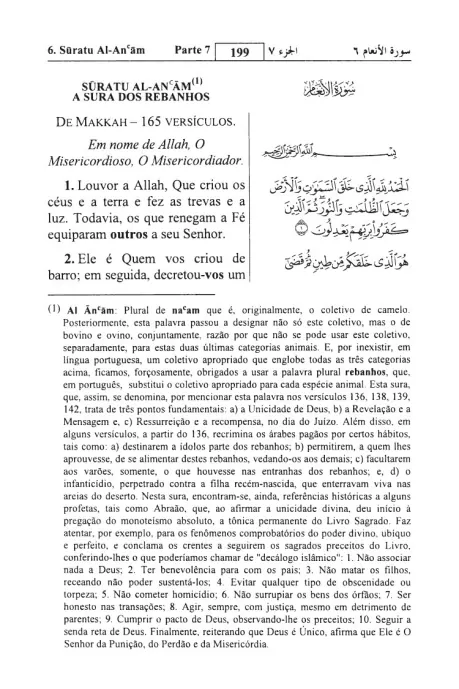 6. Sūratu Al-Anᶜām Parte 7 199 الجزء ٧ سورة الأنعام ٦
SŪRATU AL-ANᶜĀM(1)
A SURA DOS REBANHOS
DE MAKKAH – 165 VERSÍCULOS.
Em nome de Allah, O
Misericordioso, O Misericordiador.
1. Louvor a Allah, Que criou os
céus e a terra e fez as trevas e a
luz. Todavia, os que renegam a Fé
equiparam outros a seu Senhor.
2. Ele é Quem vos criou de
barro; em seguida, decretou-vos um
سُورَةُ الأَنْعَامِ
بِسْمِ اللَّهِ الرَّحْمَٰنِ الرَّحِيمِ
الْحَمْدُ لِلَّهِ الَّذِي خَلَقَ السَّمَٰوَٰتِ وَالْأَرْضَ
وَجَعَلَ الظُّلُمَٰتِ وَالنُّورَ ثُمَّ الَّذِينَ
كَفَرُوا بِرَبِّهِمْ يَعْدِلُونَ ١
هُوَ الَّذِي خَلَقَكُم مِّن طِينٍ ثُمَّ قَضَىٰ
(1) Al Ānᶜām: Plural de naᶜam que é, originalmente, o coletivo de camelo.
Posteriormente, esta palavra passou a designar não só este coletivo, mas o de
bovino e ovino, conjuntamente, razão por que não se pode usar este coletivo,
separadamente, para estas duas últimas categorias animais. E, por inexistir, em
língua portuguesa, um coletivo apropriado que englobe todas as três categorias
acima, ficamos, forçosamente, obrigados a usar a palavra plural rebanhos, que,
em português, substitui o coletivo apropriado para cada espécie animal. Esta sura,
que, assim, se denomina, por mencionar esta palavra nos versículos 136, 138, 139,
142, trata de três pontos fundamentais: a) a Unicidade de Deus, b) a Revelação e a
Mensagem e, c) Ressurreição e a recompensa, no dia do Juízo. Além disso, em
alguns versículos, a partir do 136, recrimina os árabes pagãos por certos hábitos,
tais como: a) destinarem a ídolos parte dos rebanhos; b) permitirem, a quem lhes
aprouvesse, de se alimentar destes rebanhos, vedando-os aos demais; c) facultarem
aos varões, somente, o que houvesse nas entranhas dos rebanhos; e, d) o
infanticídio, perpetrado contra a filha recém-nascida, que enterravam viva nas
areias do deserto. Nesta sura, encontram-se, ainda, referências históricas a alguns
profetas, tais como Abraão, que, ao afirmar a unicidade divina, deu início à
pregação do monoteísmo absoluto, a tônica permanente do Livro Sagrado. Faz
atentar, por exemplo, para os fenômenos comprobatórios do poder divino, ubíquo
e perfeito, e conclama os crentes a seguirem os sagrados preceitos do Livro,
conferindo-lhes o que poderíamos chamar de "decálogo islâmico": 1. Não associar
nada a Deus; 2. Ter benevolência para com os pais; 3. Não matar os filhos,
receando não poder sustentá-los; 4. Evitar qualquer tipo de obscenidade ou
torpeza; 5. Não cometer homicídio; 6. Não surrupiar os bens dos órfãos; 7. Ser
honesto nas transações; 8. Agir, sempre, com justiça, mesmo em detrimento de
parentes; 9. Cumprir o pacto de Deus, observando-lhe os preceitos; 10. Seguir a
senda reta de Deus. Finalmente, reiterando que Deus é Único, afirma que Ele é O
Senhor da Punição, do Perdão e da Misericórdia.